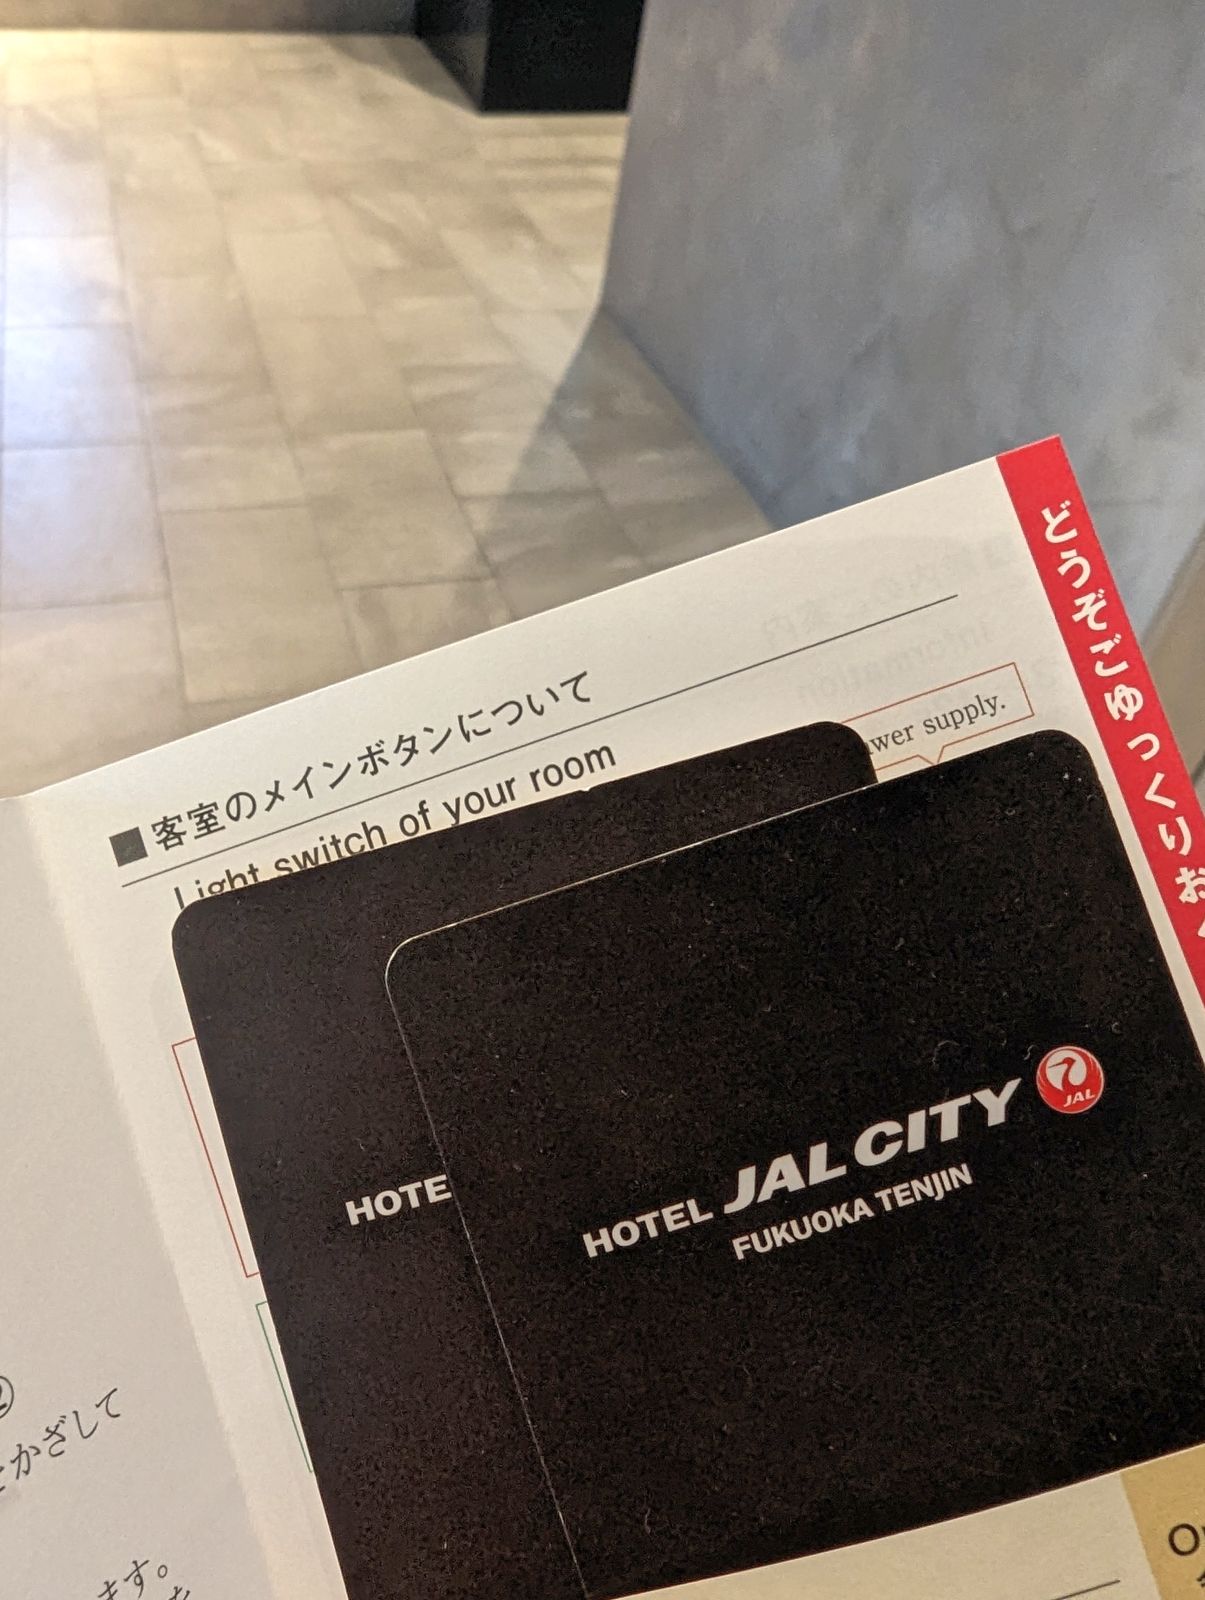 どうぞごゆっくりお
■客室のメインボタンについて
Light switch of your room
power supply.
HOTE
HOTEL JAL CITY
JAL
FUKUOKA TENJIN
かざして
ます。